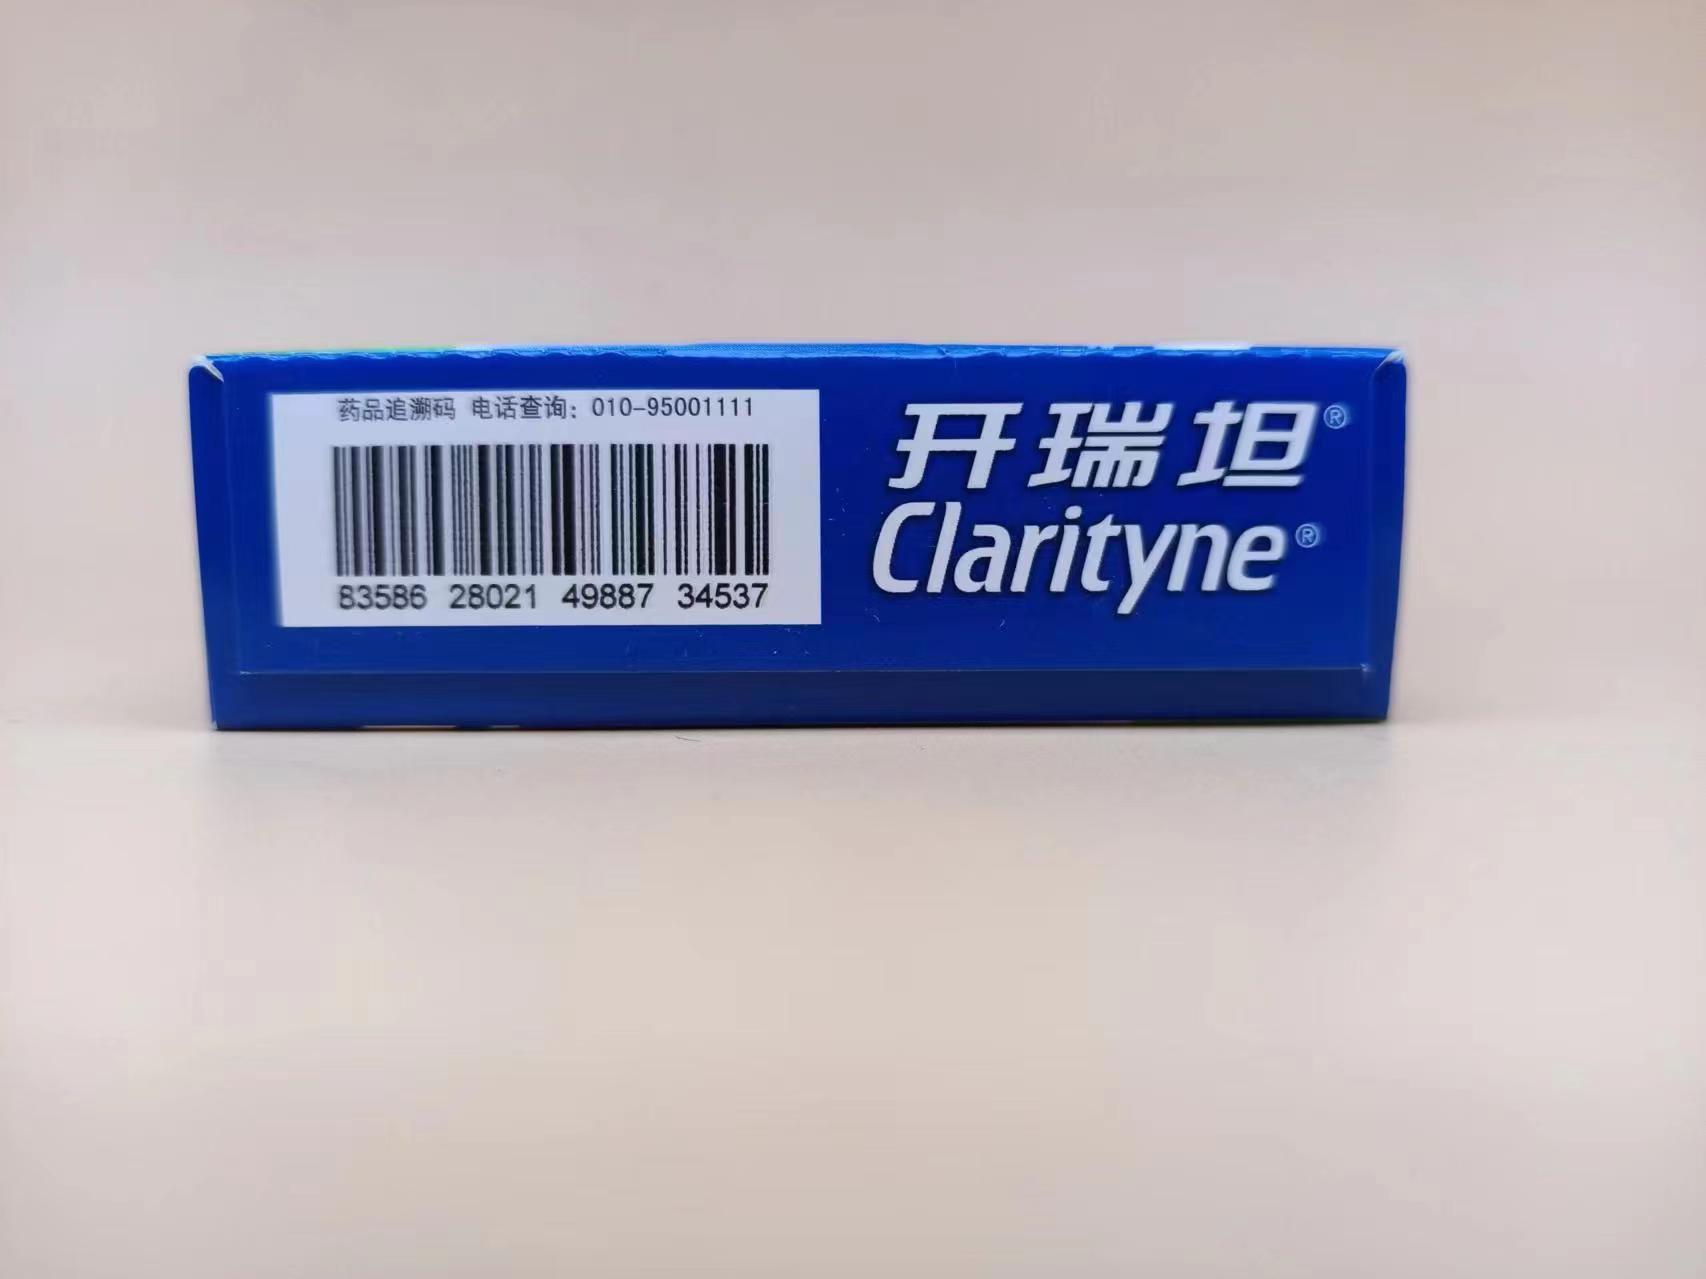 药品追溯码 电话查询：010-95001111
83586 28021 49887 34537
开瑞坦®
Clarityne®